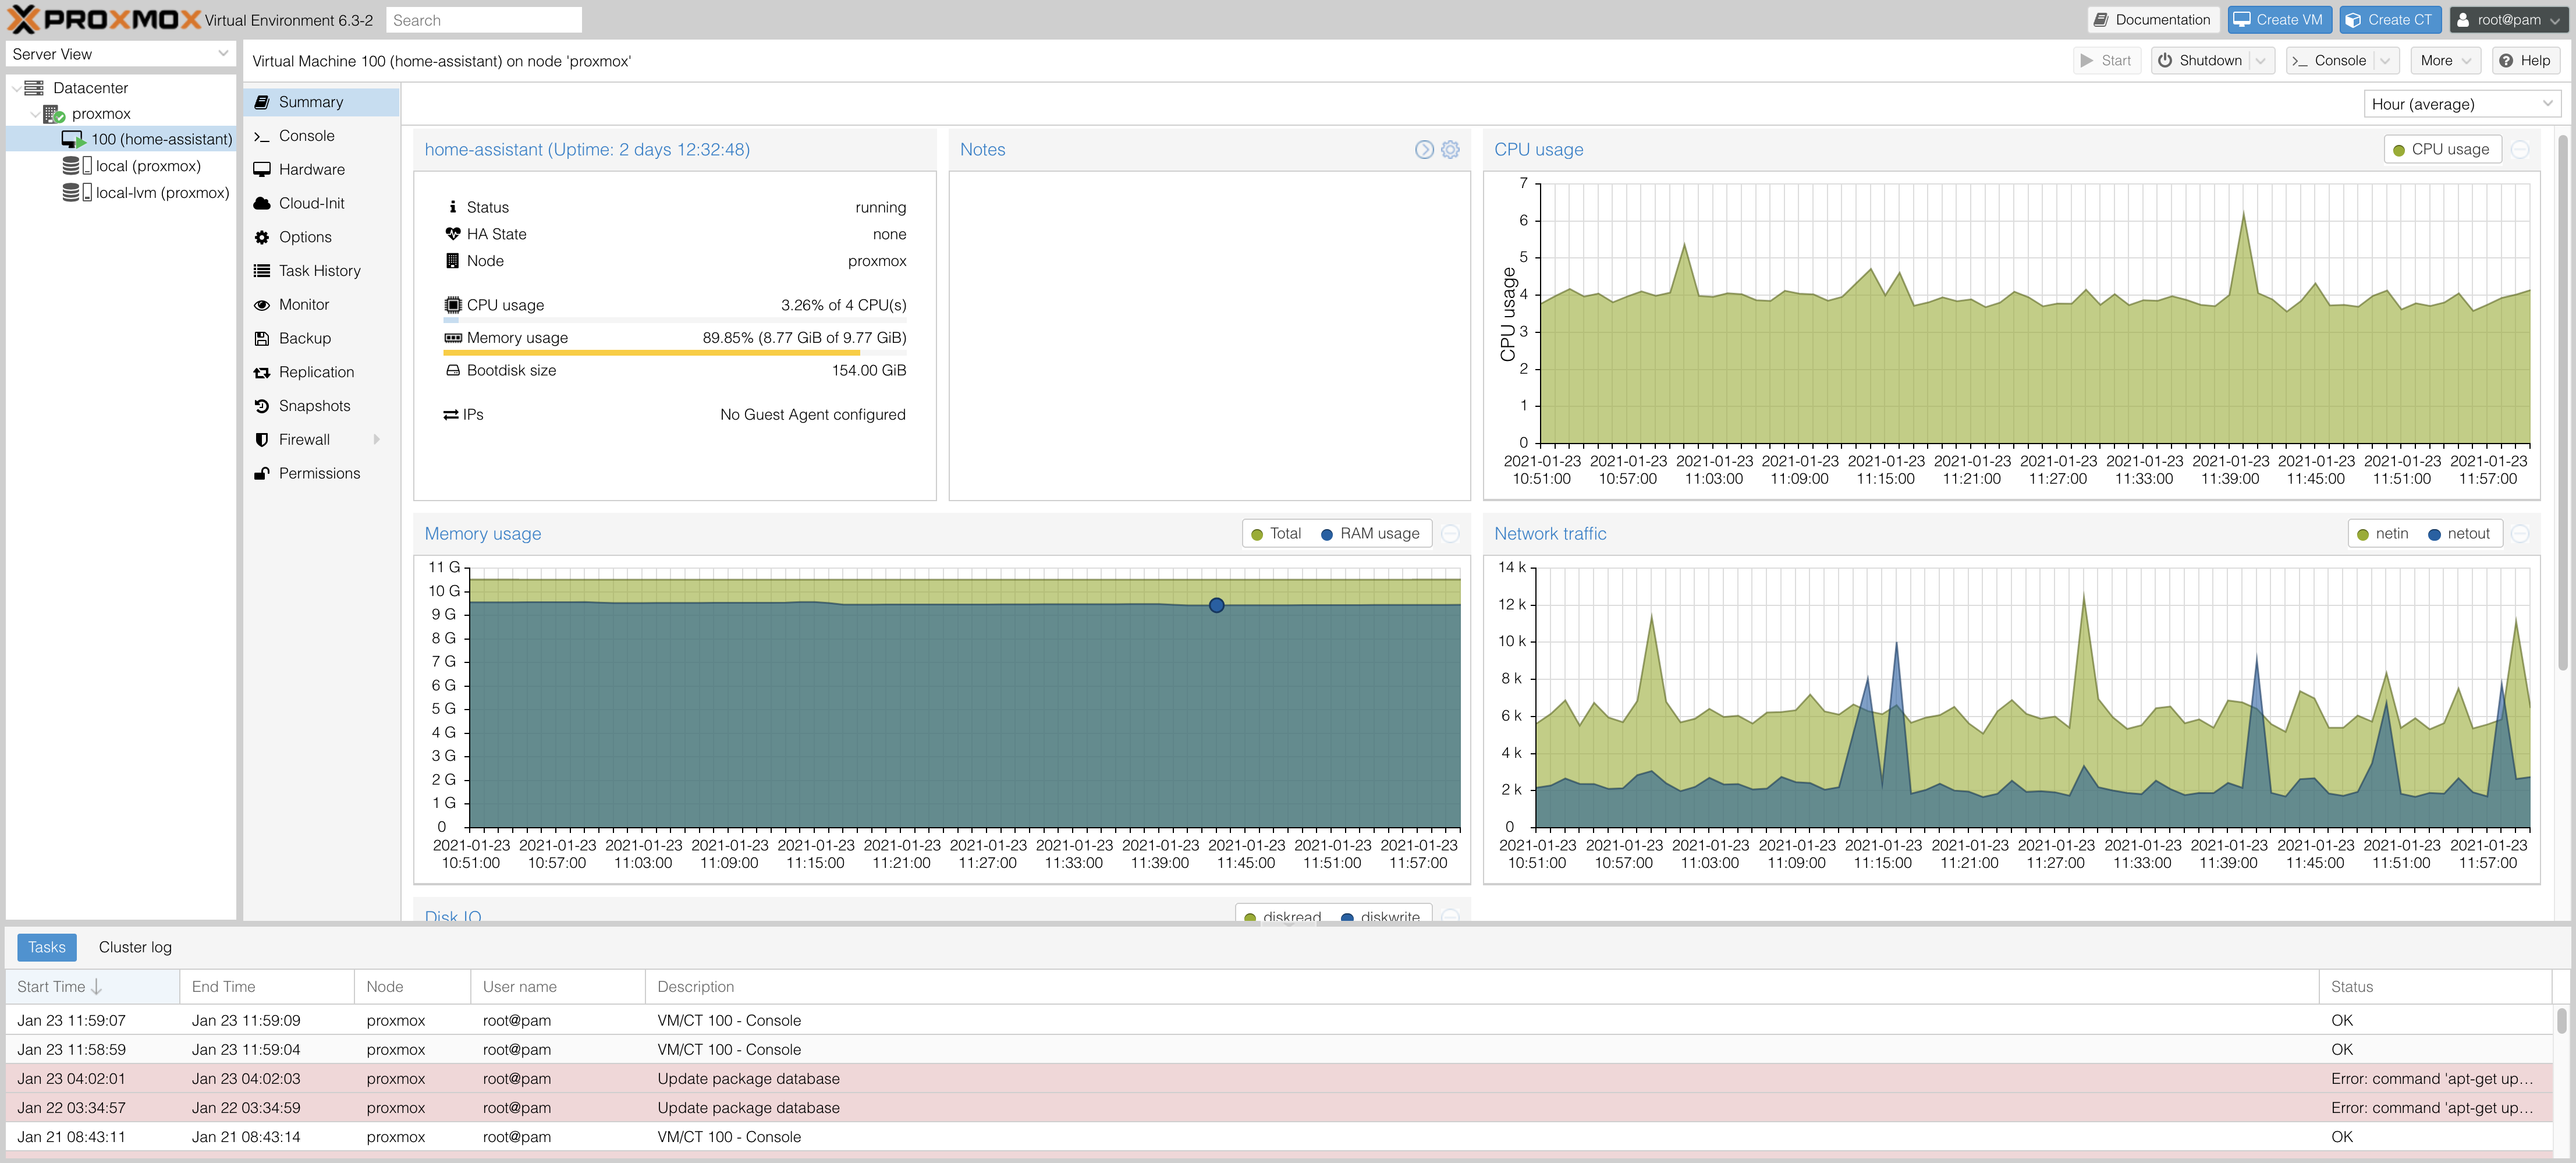 PROXMOX Virtual Environment 6.3-2 Search Documentation Create VM Create CT root@pam
Server View
Datacenter
proxmox
100 (home-assistant)
local (proxmox)
local-lvm (proxmox)
Virtual Machine 100 (home-assistant) on node 'proxmox' Start Shutdown Console More Help
Summary
Console
Hardware
Cloud-Init
Options
Task History
Monitor
Backup
Replication
Snapshots
Firewall
Permissions
Hour (average)
home-assistant (Uptime: 2 days 12:32:48)
Status running
HA State none
Node proxmox
CPU usage 3.26% of 4 CPU(s)
Memory usage 89.85% (8.77 GiB of 9.77 GiB)
Bootdisk size 154.00 GiB
IPs No Guest Agent configured
Notes
CPU usage CPU usage
CPU usage
7
6
5
4
3
2
1
0
2021-01-23 2021-01-23 2021-01-23 2021-01-23 2021-01-23 2021-01-23 2021-01-23 2021-01-23 2021-01-23 2021-01-23 2021-01-23 2021-01-23
10:51:00 10:57:00 11:03:00 11:09:00 11:15:00 11:21:00 11:27:00 11:33:00 11:39:00 11:45:00 11:51:00 11:57:00
Memory usage Total RAM usage
11 G
10 G
9 G
8 G
7 G
6 G
5 G
4 G
3 G
2 G
1 G
0
2021-01-23 2021-01-23 2021-01-23 2021-01-23 2021-01-23 2021-01-23 2021-01-23 2021-01-23 2021-01-23 2021-01-23 2021-01-23 2021-01-23
10:51:00 10:57:00 11:03:00 11:09:00 11:15:00 11:21:00 11:27:00 11:33:00 11:39:00 11:45:00 11:51:00 11:57:00
Network traffic netin netout
14 k
12 k
10 k
8 k
6 k
4 k
2 k
0
2021-01-23 2021-01-23 2021-01-23 2021-01-23 2021-01-23 2021-01-23 2021-01-23 2021-01-23 2021-01-23 2021-01-23 2021-01-23 2021-01-23
10:51:00 10:57:00 11:03:00 11:09:00 11:15:00 11:21:00 11:27:00 11:33:00 11:39:00 11:45:00 11:51:00 11:57:00
Disk IO diskread diskwrite
Tasks Cluster log
Start Time End Time Node User name Description Status
Jan 23 11:59:07 Jan 23 11:59:09 proxmox root@pam VM/CT 100 - Console OK
Jan 23 11:58:59 Jan 23 11:59:04 proxmox root@pam VM/CT 100 - Console OK
Jan 23 04:02:01 Jan 23 04:02:03 proxmox root@pam Update package database Error: command 'apt-get up…
Jan 22 03:34:57 Jan 22 03:34:59 proxmox root@pam Update package database Error: command 'apt-get up…
Jan 21 08:43:11 Jan 21 08:43:14 proxmox root@pam VM/CT 100 - Console OK